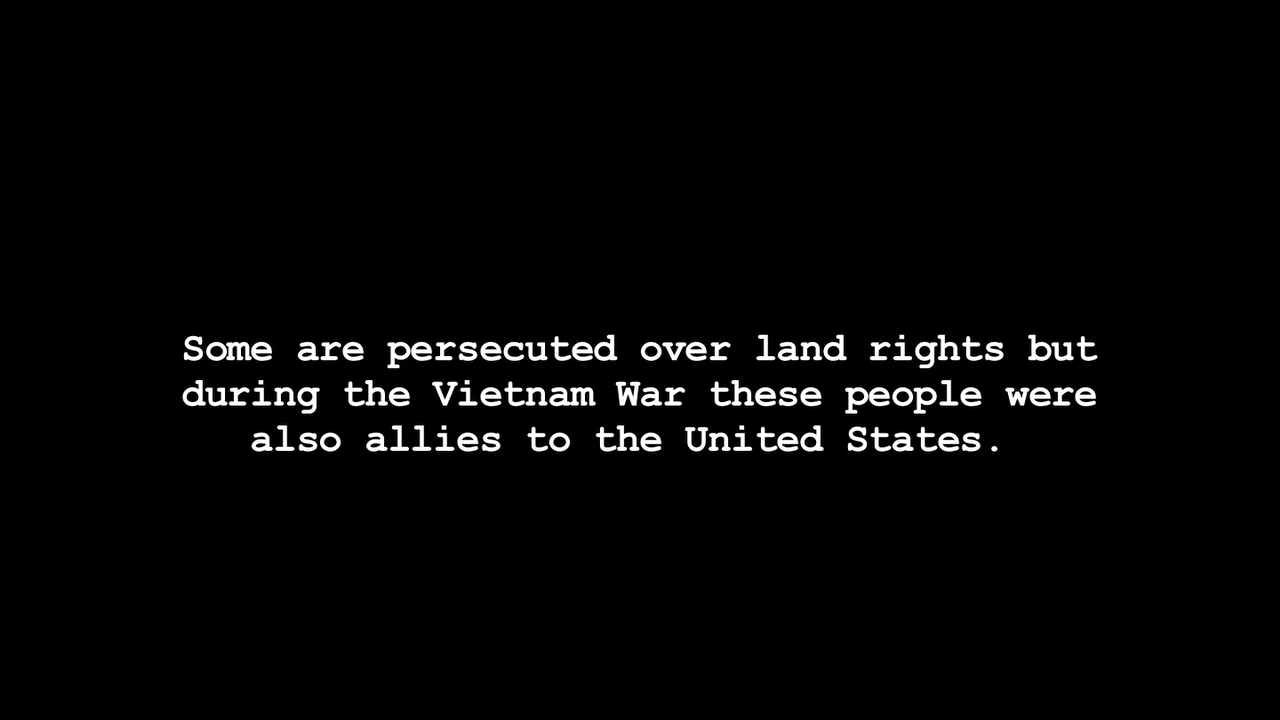 Some are persecuted over land rights but
during the Vietnam War these people were
also allies to the United States.